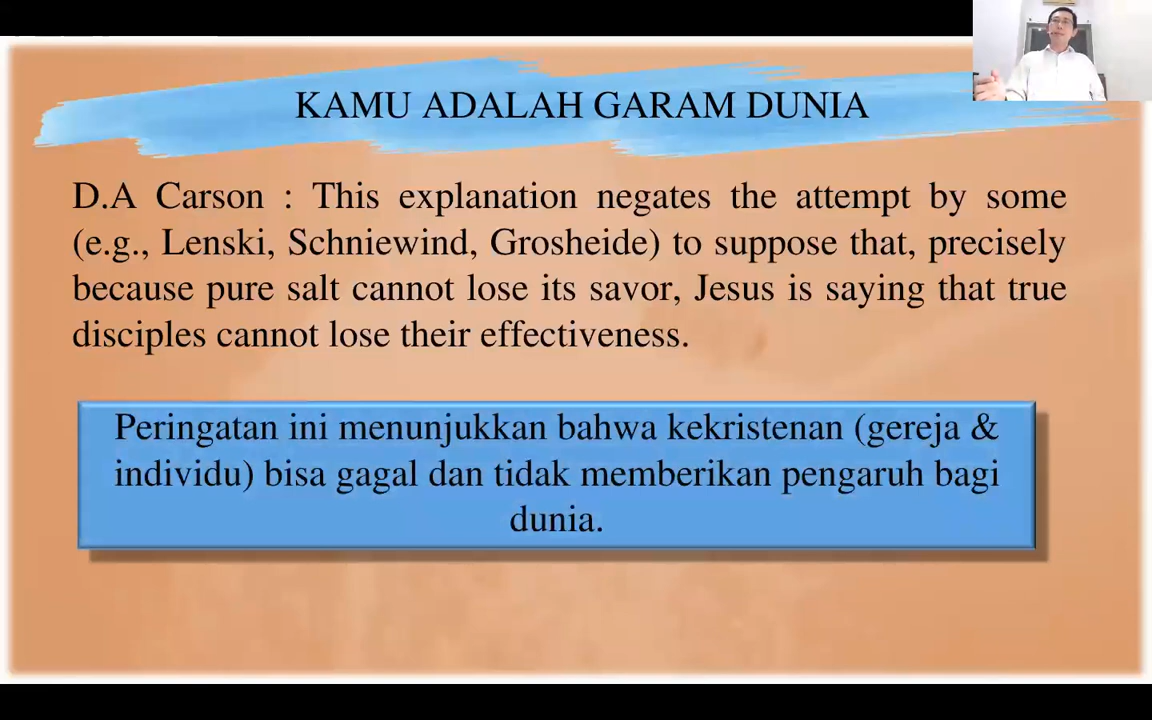 KAMU ADALAH GARAM DUNIA
D.A Carson : This explanation negates the attempt by some
(e.g., Lenski, Schniewind, Grosheide) to suppose that, precisely
because pure salt cannot lose its savor, Jesus is saying that true
disciples cannot lose their effectiveness.
Peringatan ini menunjukkan bahwa kekristenan (gereja &
individu) bisa gagal dan tidak memberikan pengaruh bagi
dunia.